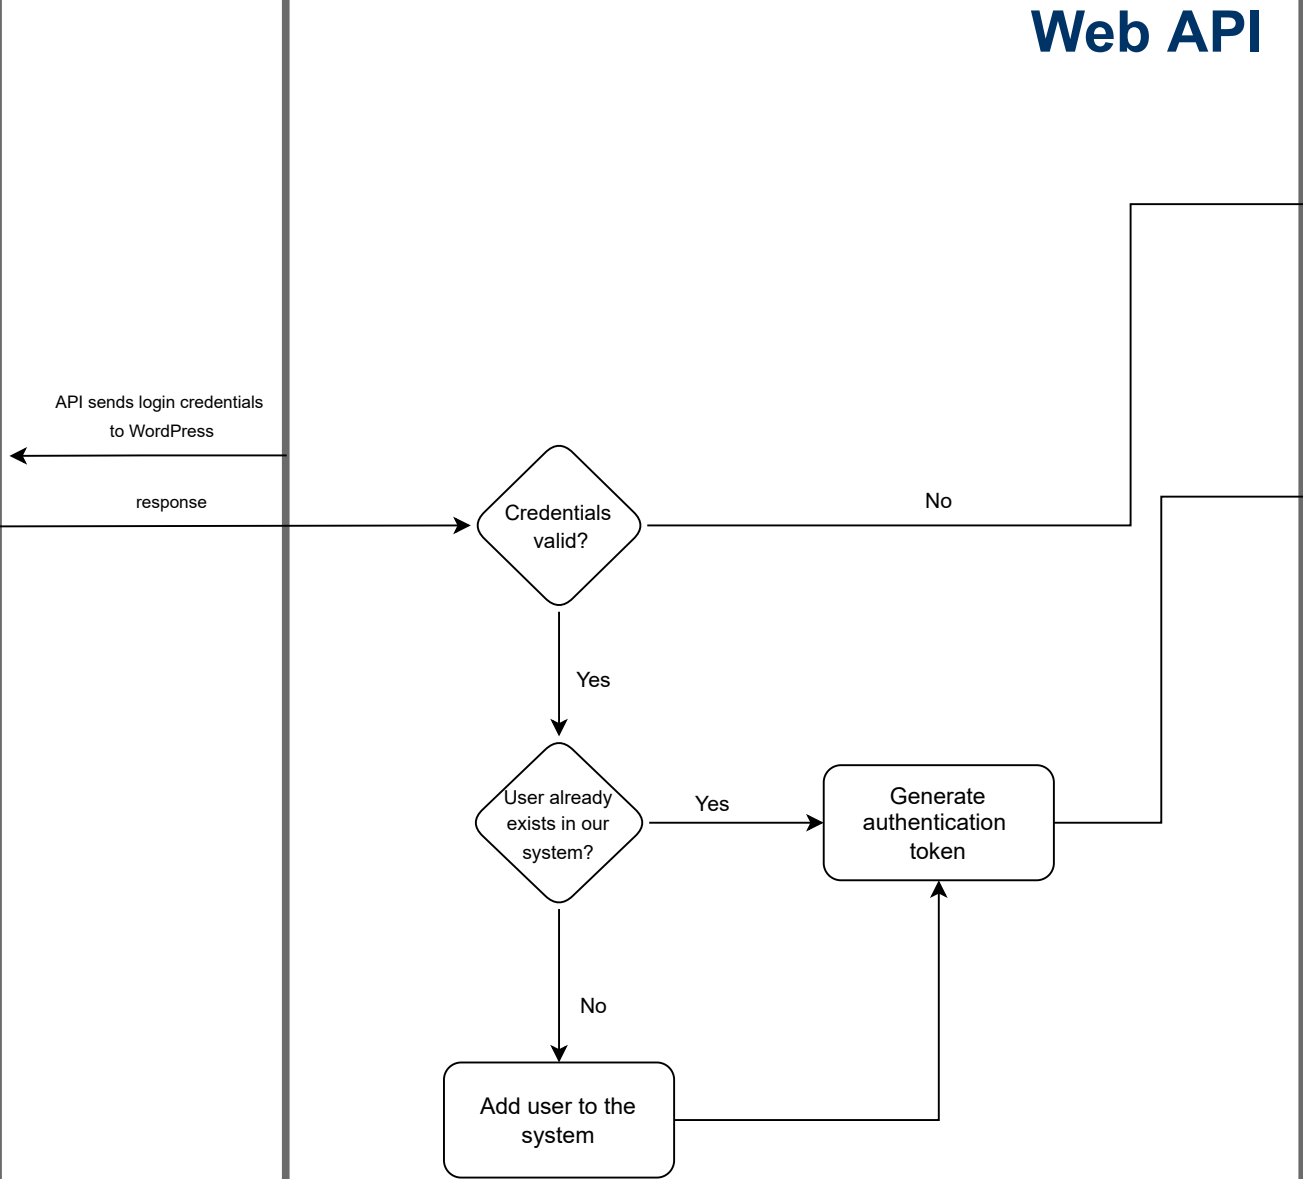 Web API
API sends login credentials
to WordPress
response
Credentials
valid?
No
Yes
User already
exists in our
system?
Yes
Generate
authentication
token
No
Add user to the
system